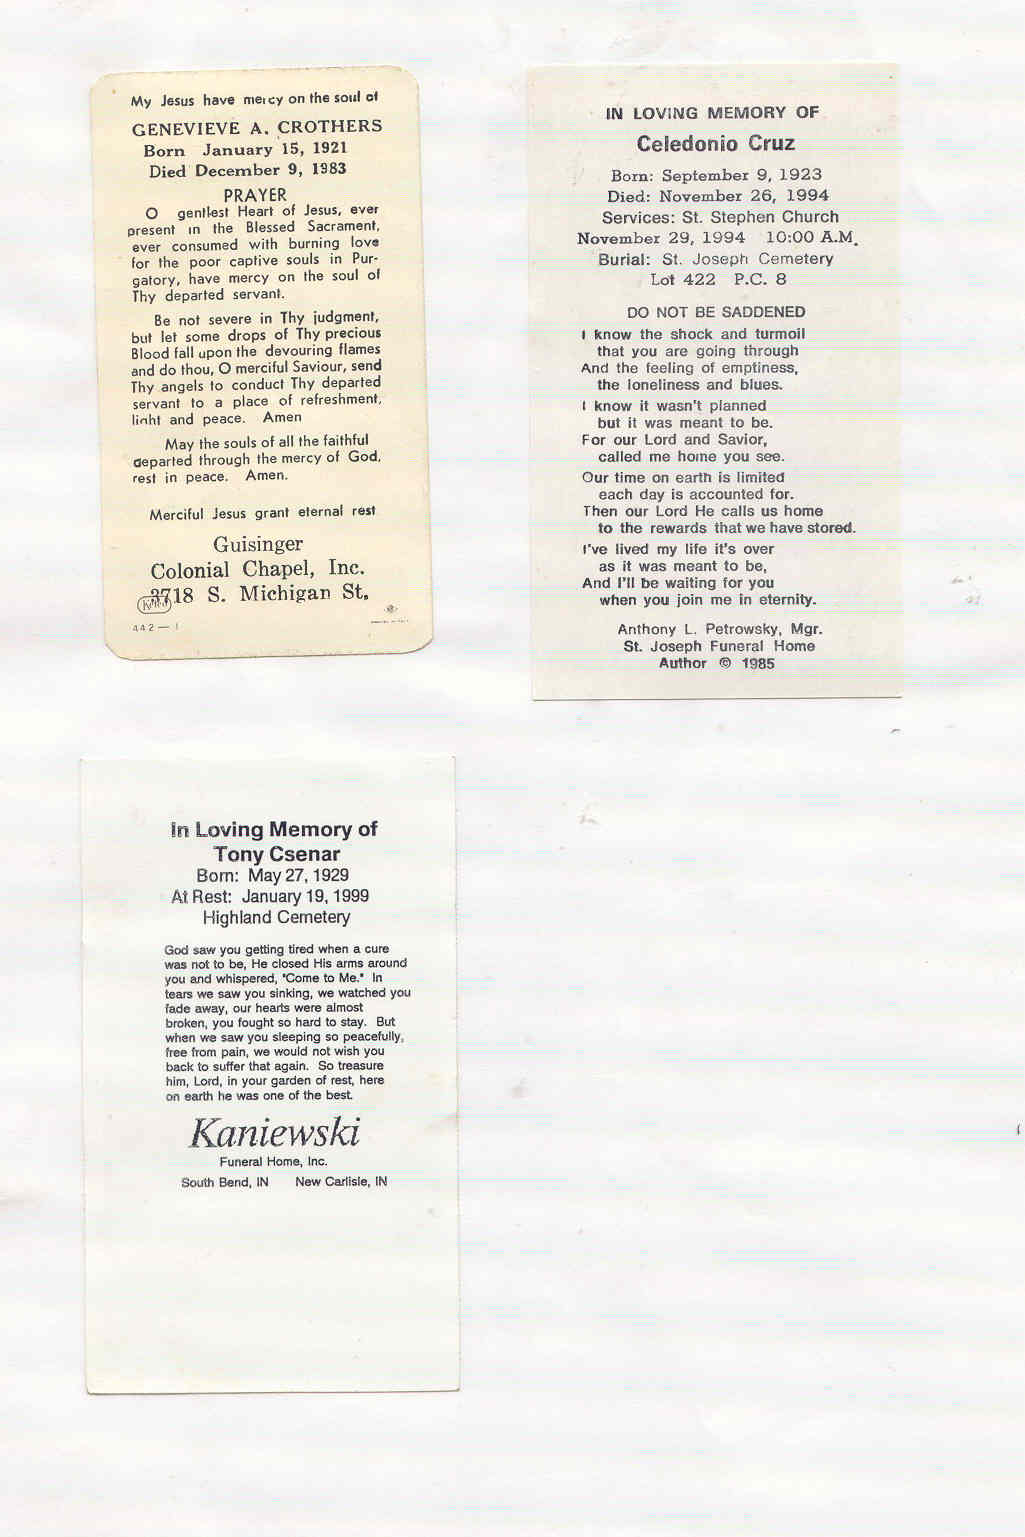 My Jesus have mercy on the soul of
GENEVIEVE A. CROTHERS
Born January 15, 1921
Died December 9, 1983
PRAYER
O gentlest Heart of Jesus, ever
present in the Blessed Sacrament,
ever consumed with burning love
for the poor captive souls in Pur-
gatory, have mercy on the soul of
Thy departed servant.
Be not severe in Thy judgment,
but let some drops of Thy precious
Blood fall upon the devouring flames
and do thou, O merciful Saviour, send
Thy angels to conduct Thy departed
servant to a place of refreshment,
light and peace. Amen
May the souls of all the faithful
departed through the mercy of God,
rest in peace. Amen.
Merciful Jesus grant eternal rest
Guisinger
Colonial Chapel, Inc.
3718 S. Michigan St.
442 — 1
IN LOVING MEMORY OF
Celedonio Cruz
Born: September 9, 1923
Died: November 26, 1994
Services: St. Stephen Church
November 29, 1994 10:00 A.M.
Burial: St. Joseph Cemetery
Lot 422 P.C. 8
DO NOT BE SADDENED
I know the shock and turmoil
that you are going through
And the feeling of emptiness,
the loneliness and blues.
I know it wasn't planned
but it was meant to be.
For our Lord and Savior,
called me home you see.
Our time on earth is limited
each day is accounted for.
Then our Lord He calls us home
to the rewards that we have stored.
I've lived my life it's over
as it was meant to be,
And I'll be waiting for you
when you join me in eternity.
Anthony L. Petrowsky, Mgr.
St. Joseph Funeral Home
Author © 1985
In Loving Memory of
Tony Csenar
Born: May 27, 1929
At Rest: January 19, 1999
Highland Cemetery
God saw you getting tired when a cure
was not to be, He closed His arms around
you and whispered, "Come to Me." In
tears we saw you sinking, we watched you
fade away, our hearts were almost
broken, you fought so hard to stay. But
when we saw you sleeping so peacefully,
free from pain, we would not wish you
back to suffer that again. So treasure
him, Lord, in your garden of rest, here
on earth he was one of the best.
Kaniewski
Funeral Home, Inc.
South Bend, IN New Carlisle, IN